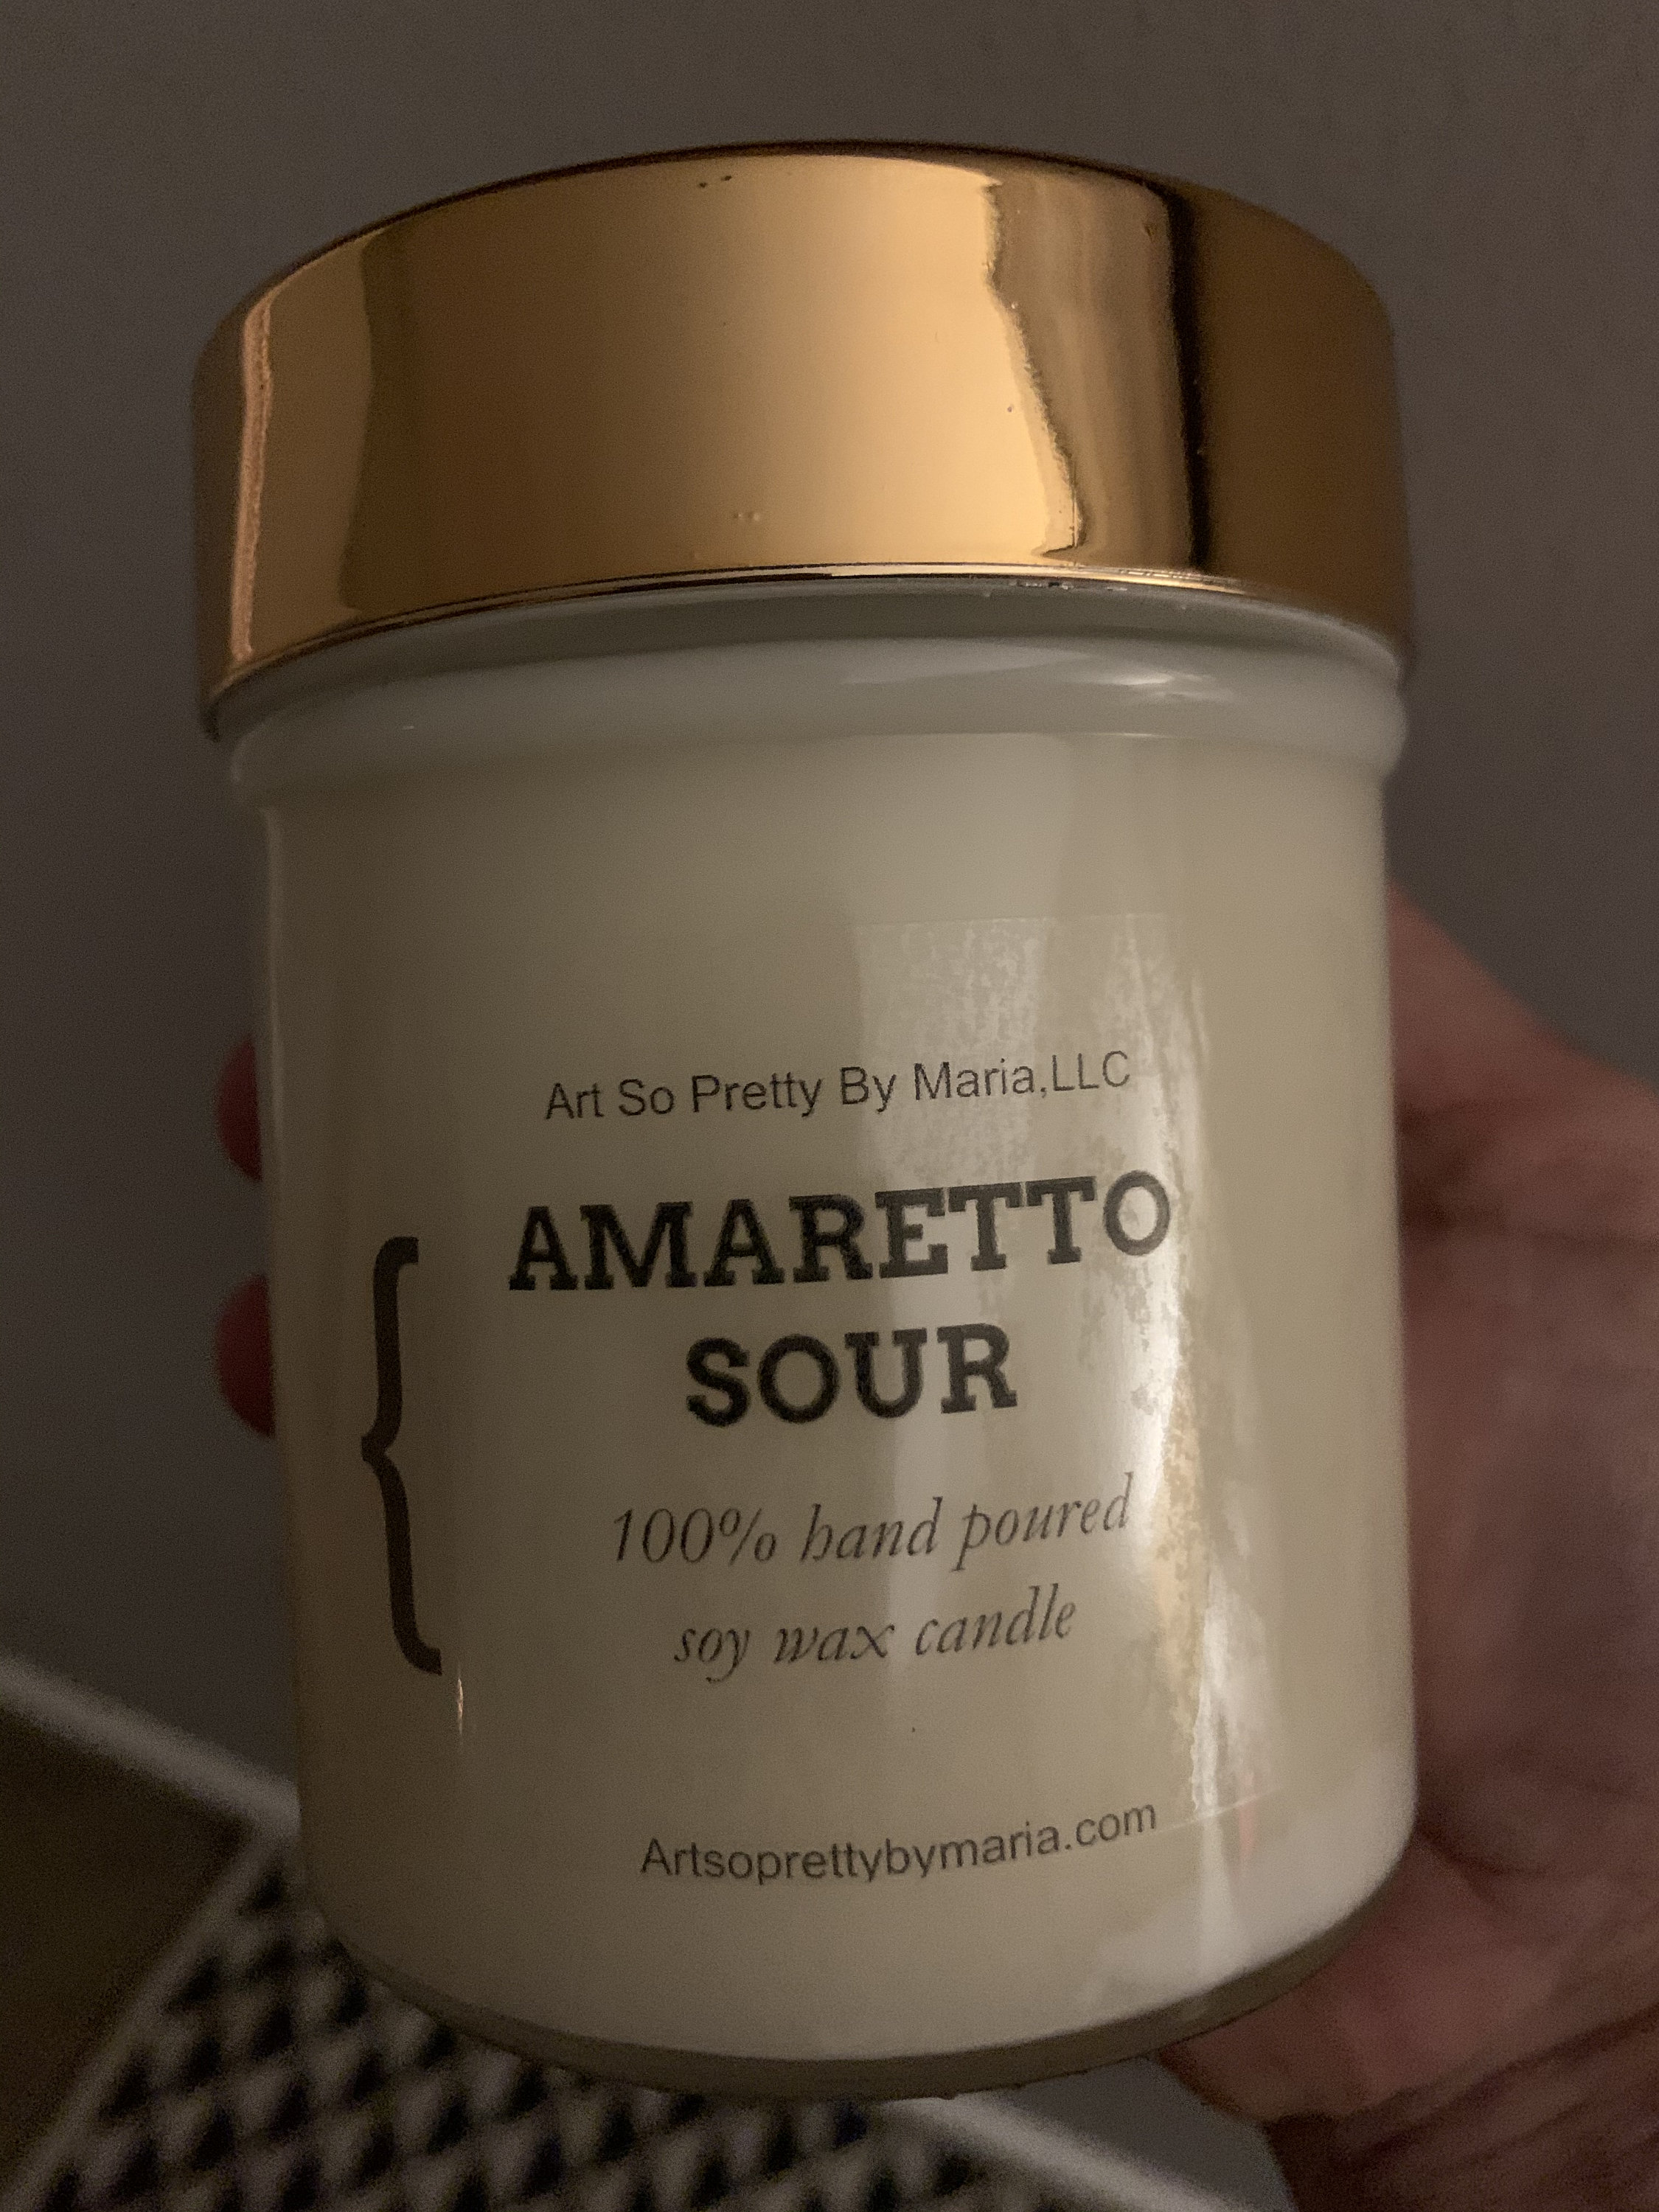 Art So Pretty By Maria,LLC
{
AMARETTO
SOUR
100% hand poured
soy wax candle
Artsoprettybymaria.com